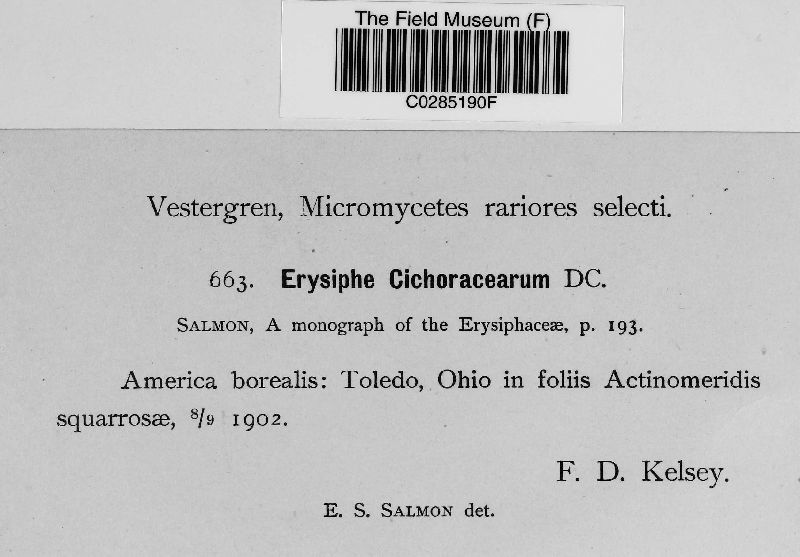 The Field Museum (F)
C0285190F
Vestergren, Micromycetes rariores selecti.
663. Erysiphe Cichoracearum DC.
SALMON, A monograph of the Erysiphaceæ, p. 193.
America borealis: Toledo, Ohio in foliis Actinomeridis
squarrosæ, 8/9 1902.
F. D. Kelsey.
E. S. SALMON det.